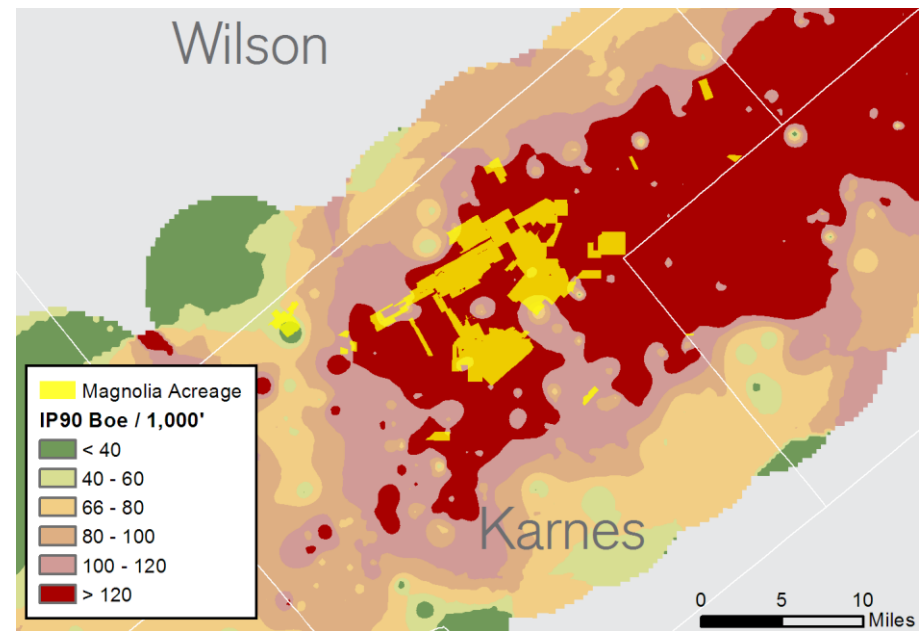 Wilson
Magnolia Acreage
IP90 Boe / 1,000'
< 40
40 - 60
66 - 80
80 - 100
100 - 120
> 120
Karnes
0 5 10
Miles